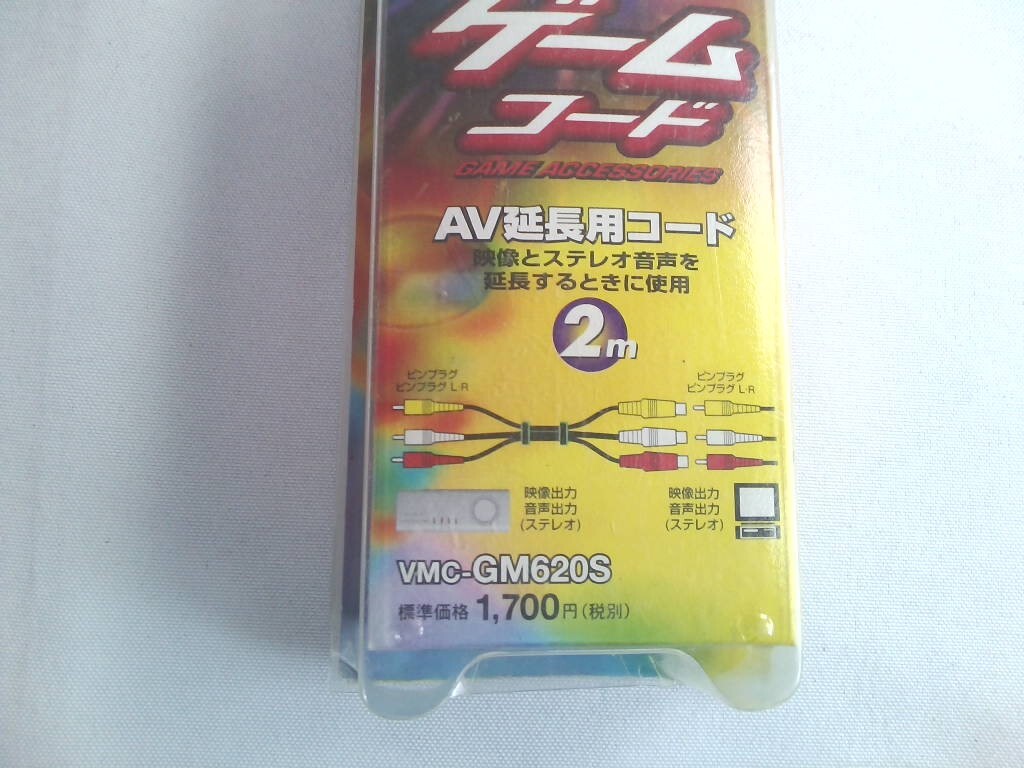 ゲーム
コード
GAME ACCESSORIES
AV延長用コード
映像とステレオ音声を
延長するときに使用
2m
ピンプラグ
ピンプラグ L·R
ピンプラグ
ピンプラグ L·R
映像出力
音声出力
(ステレオ)
映像出力
音声出力
(ステレオ)
VMC-GM620S
標準価格 1,700円(税別)